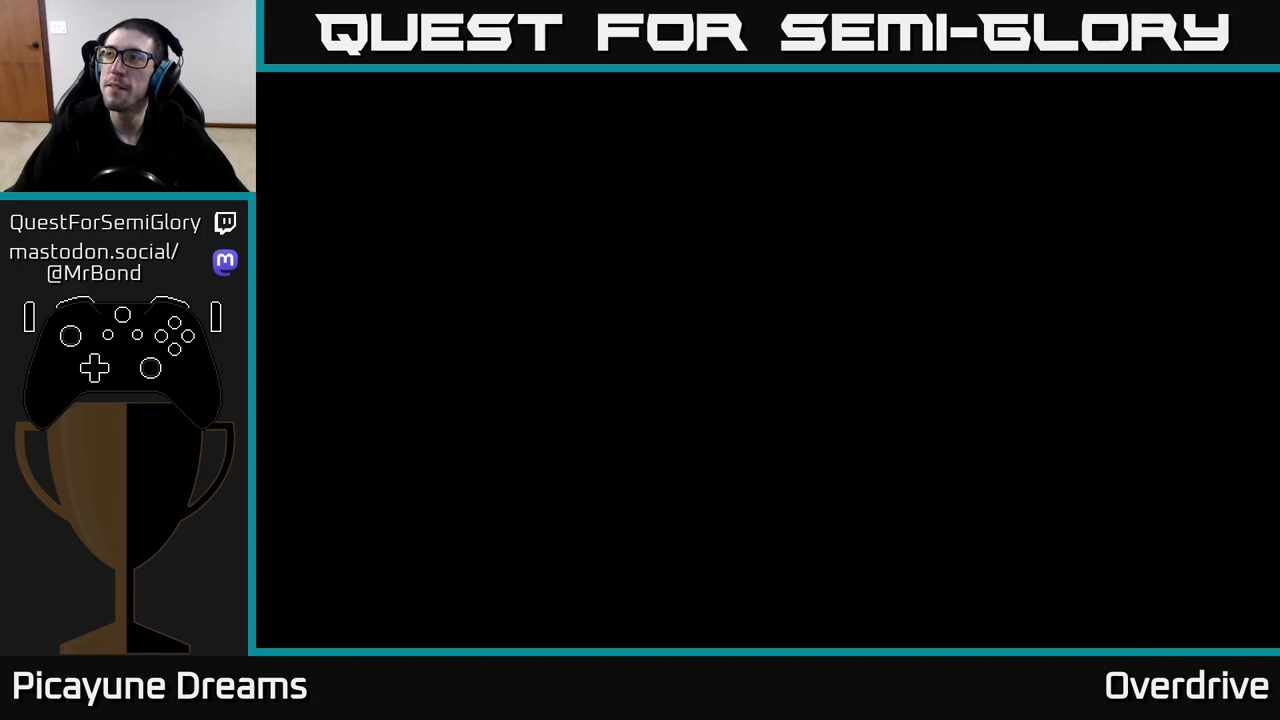 QUEST FOR SEMI-GLORY
QuestForSemiGlory
mastodon.social/
@MrBond
Picayune Dreams
Overdrive